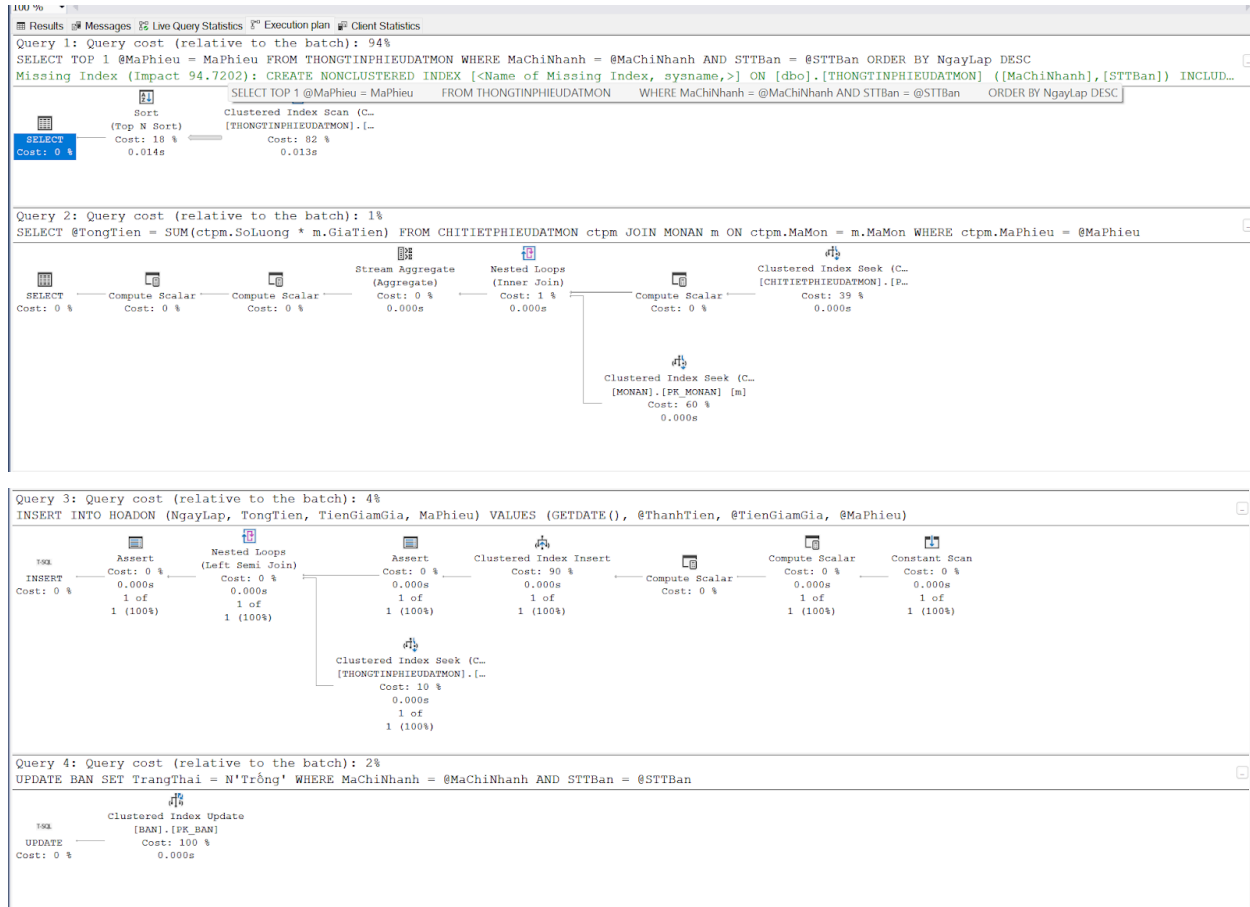 100 %
Results Messages Live Query Statistics Execution plan Client Statistics
Query 1: Query cost (relative to the batch): 94%
SELECT TOP 1 @MaPhieu = MaPhieu FROM THONGTINPHIEUDATMON WHERE MaChiNhanh = @MaChiNhanh AND STTBan = @STTBan ORDER BY NgayLap DESC
Missing Index (Impact 94.7202): CREATE NONCLUSTERED INDEX [<Name of Missing Index, sysname,>] ON [dbo].[THONGTINPHIEUDATMON] ([MaChiNhanh],[STTBan]) INCLUD…
SELECT TOP 1 @MaPhieu = MaPhieu FROM THONGTINPHIEUDATMON WHERE MaChiNhanh = @MaChiNhanh AND STTBan = @STTBan ORDER BY NgayLap DESC
Sort Clustered Index Scan (C…
(Top N Sort) [THONGTINPHIEUDATMON].[…
SELECT Cost: 18 % Cost: 82 %
Cost: 0 % 0.014s 0.013s
Query 2: Query cost (relative to the batch): 1%
SELECT @TongTien = SUM(ctpm.SoLuong * m.GiaTien) FROM CHITIETPHIEUDATMON ctpm JOIN MONAN m ON ctpm.MaMon = m.MaMon WHERE ctpm.MaPhieu = @MaPhieu
Stream Aggregate Nested Loops Clustered Index Seek (C…
(Aggregate) (Inner Join) [CHITIETPHIEUDATMON].[P…
SELECT Compute Scalar Compute Scalar Cost: 0 % Cost: 1 % Compute Scalar Cost: 39 %
Cost: 0 % Cost: 0 % Cost: 0 % 0.000s 0.000s Cost: 0 % 0.000s
Clustered Index Seek (C…
[MONAN].[PK_MONAN] [m]
Cost: 60 %
0.000s
Query 3: Query cost (relative to the batch): 4%
INSERT INTO HOADON (NgayLap, TongTien, TienGiamGia, MaPhieu) VALUES (GETDATE(), @ThanhTien, @TienGiamGia, @MaPhieu)
T-SQL Assert Nested Loops Assert Clustered Index Insert Compute Scalar Constant Scan
Cost: 0 % (Left Semi Join) Cost: 0 % Cost: 90 % Cost: 0 % Cost: 0 %
INSERT 0.000s Cost: 0 % 0.000s 0.000s Compute Scalar 0.000s 0.000s
Cost: 0 % 1 of 0.000s 1 of 1 of Cost: 0 % 1 of 1 of
1 (100%) 1 of 1 (100%) 1 (100%) 1 (100%) 1 (100%)
1 (100%)
Clustered Index Seek (C…
[THONGTINPHIEUDATMON].[…
Cost: 10 %
0.000s
1 of
1 (100%)
Query 4: Query cost (relative to the batch): 2%
UPDATE BAN SET TrangThai = N'Trống' WHERE MaChiNhanh = @MaChiNhanh AND STTBan = @STTBan
Clustered Index Update
T-SQL [BAN].[PK_BAN]
UPDATE Cost: 100 %
Cost: 0 % 0.000s